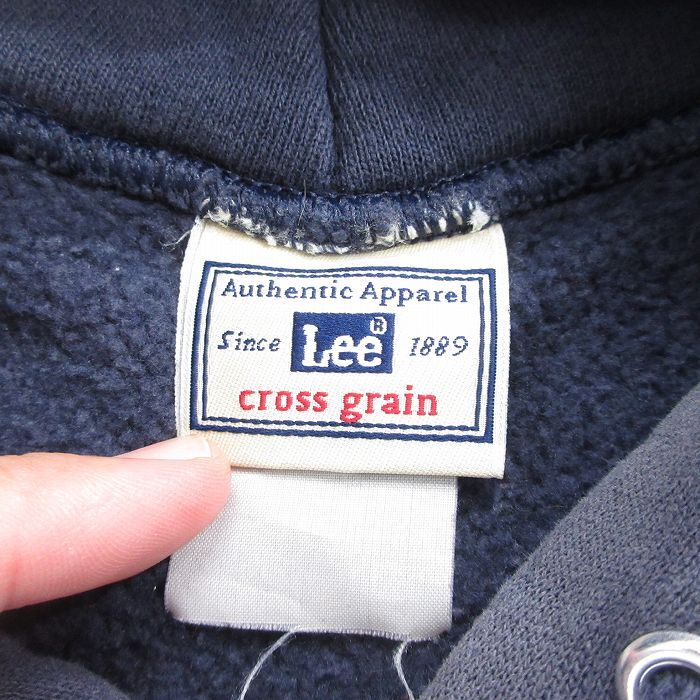 Authentic Apparel
Since Lee® 1889
cross grain